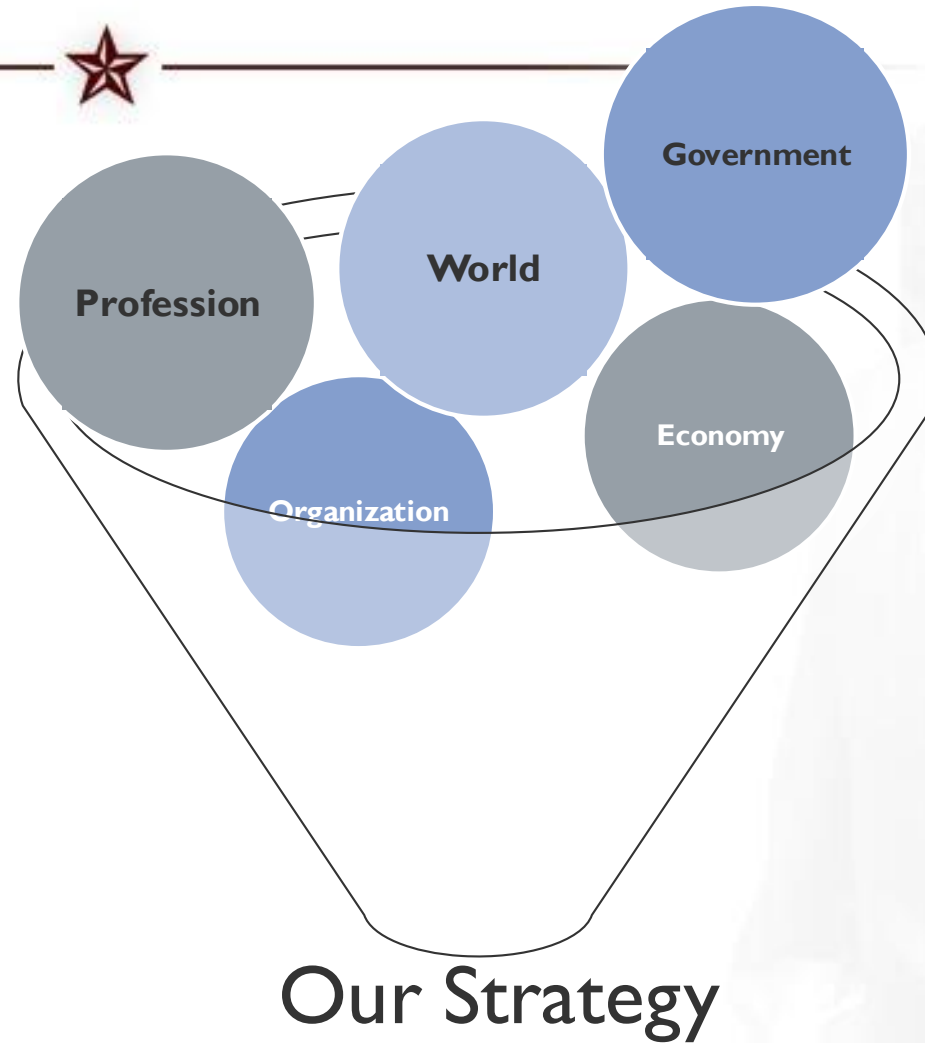 Government
World
Profession
Economy
Organization
Our Strategy